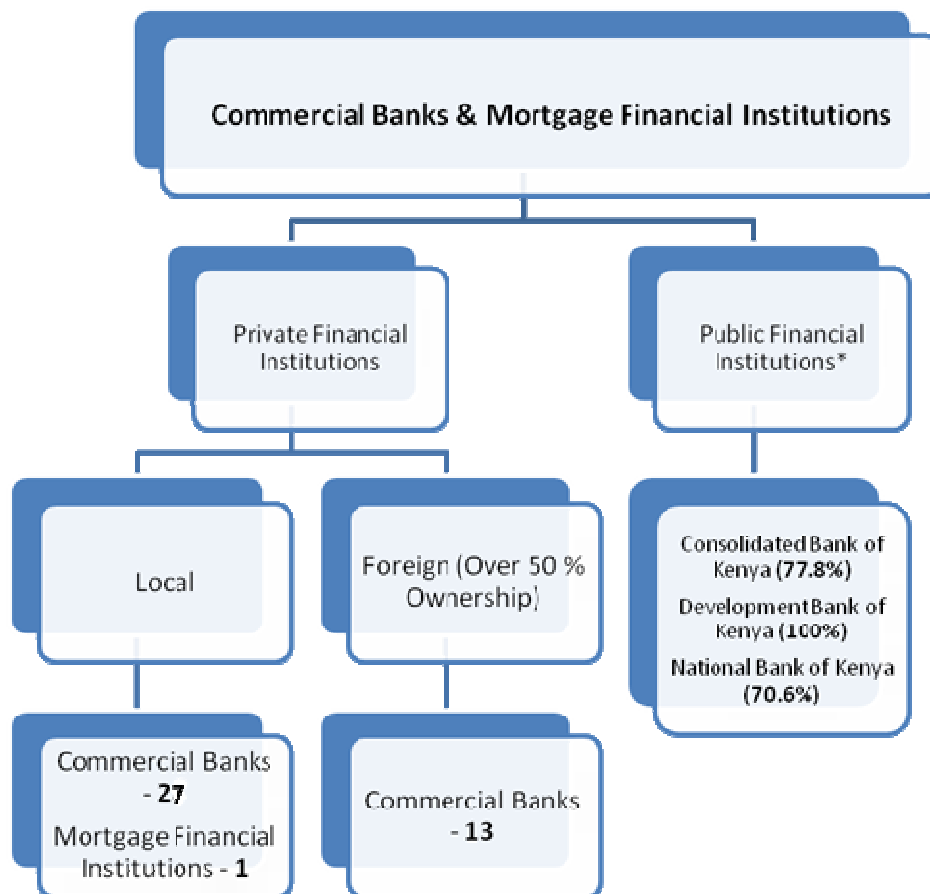 Commercial Banks & Mortgage Financial Institutions
Private Financial
Institutions
Public Financial
Institutions*
Local
Foreign (Over 50 %
Ownership)
Consolidated Bank of
Kenya (77.8%)
Development Bank of
Kenya (100%)
National Bank of Kenya
(70.6%)
Commercial Banks
- 27
Mortgage Financial
Institutions - 1
Commercial Banks
- 13